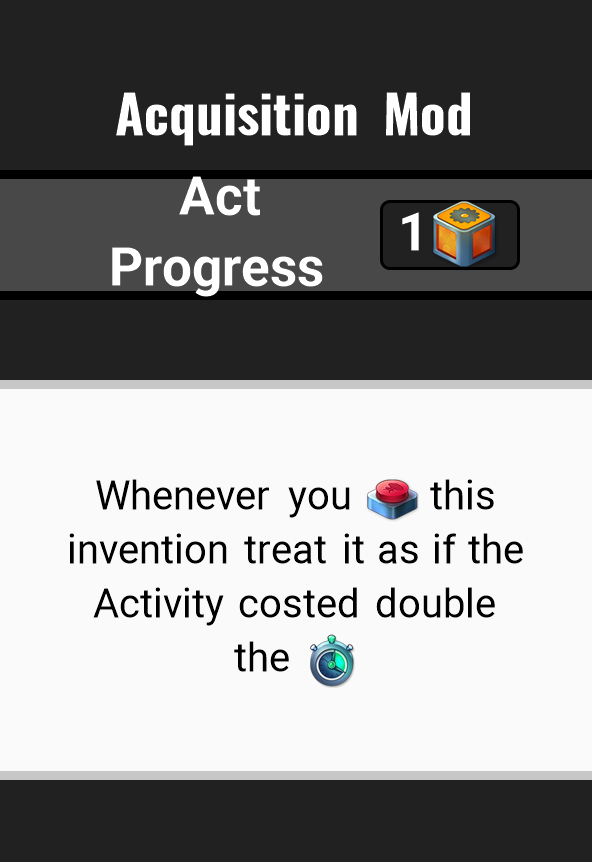 Acquisition Mod
Act
Progress
1
Whenever you this
invention treat it as if the
Activity costed double
the